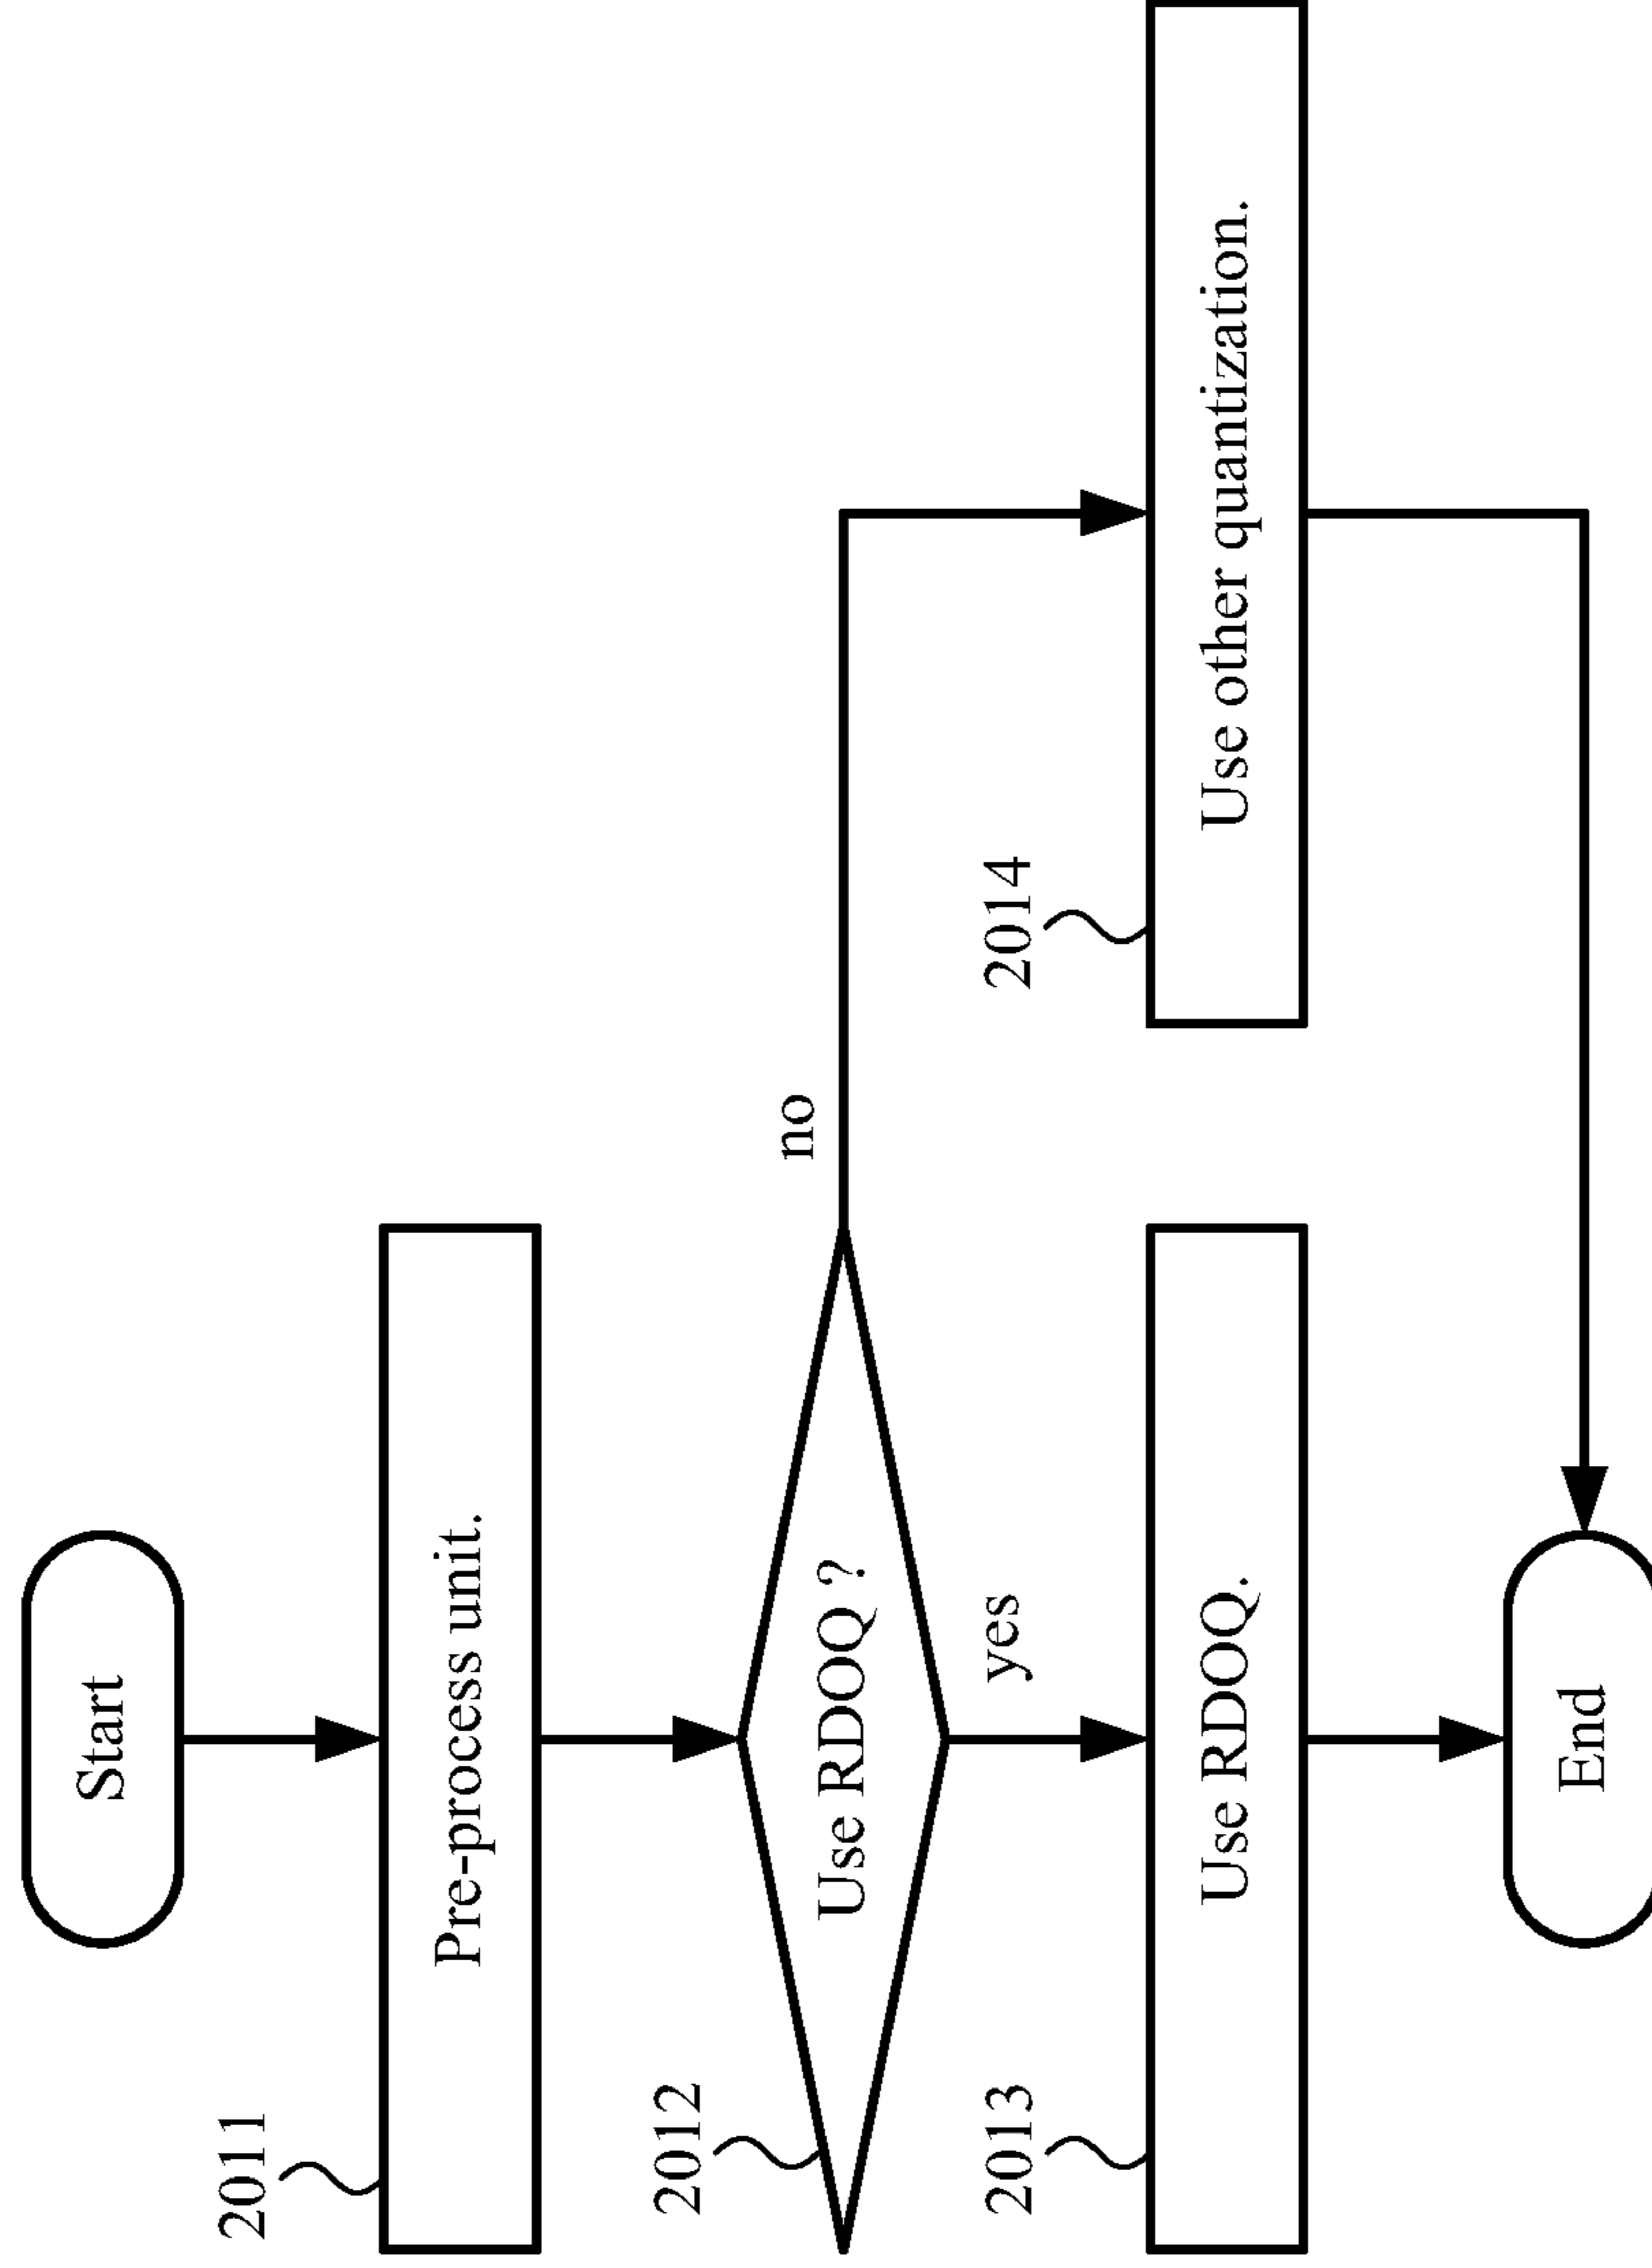 Start
2011
Pre-process unit.
2012
Use RDOQ ?
no
yes
2013
Use RDOQ.
2014
Use other quantization.
End